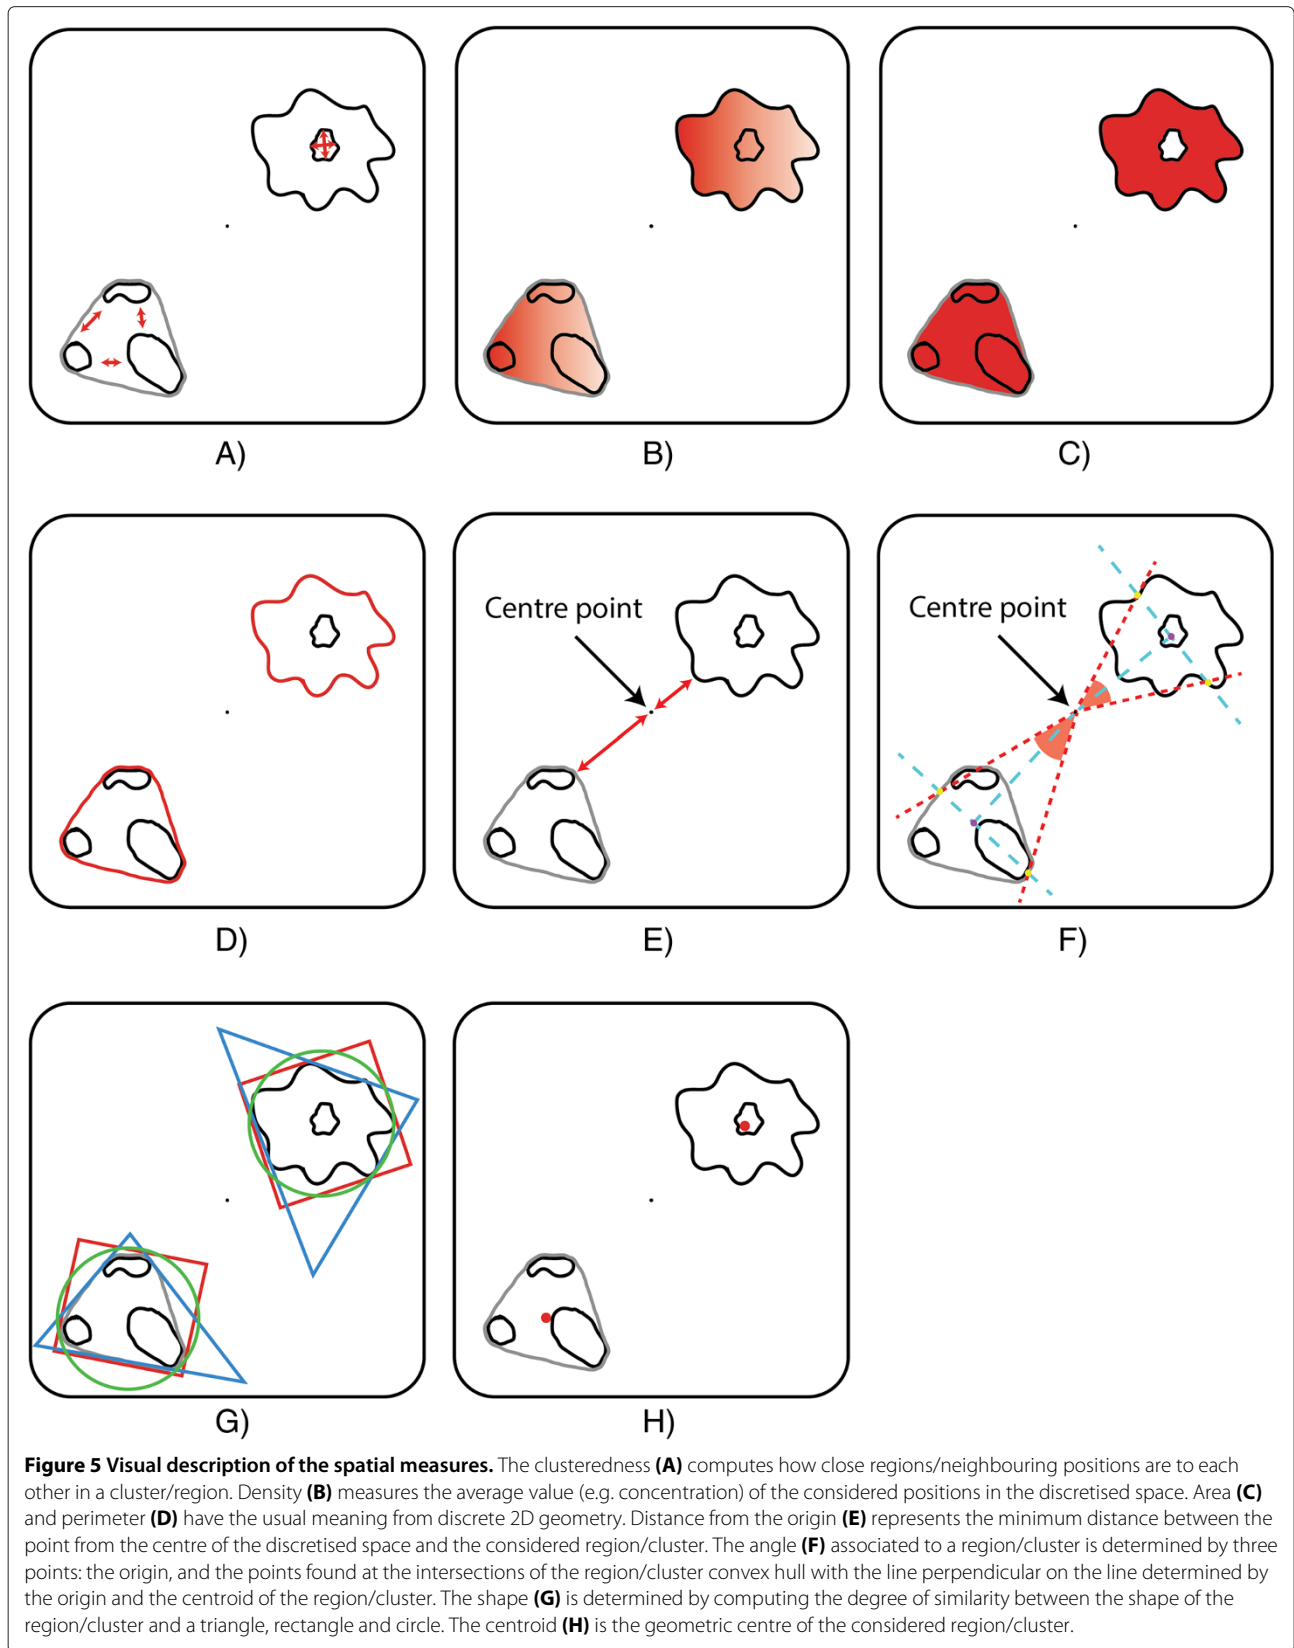 A)
B)
C)
Centre point
Centre point
D)
E)
F)
G)
H)
Figure 5 Visual description of the spatial measures. The clusteredness (A) computes how close regions/neighbouring positions are to each
other in a cluster/region. Density (B) measures the average value (e.g. concentration) of the considered positions in the discretised space. Area (C)
and perimeter (D) have the usual meaning from discrete 2D geometry. Distance from the origin (E) represents the minimum distance between the
point from the centre of the discretised space and the considered region/cluster. The angle (F) associated to a region/cluster is determined by three
points: the origin, and the points found at the intersections of the region/cluster convex hull with the line perpendicular on the line determined by
the origin and the centroid of the region/cluster. The shape (G) is determined by computing the degree of similarity between the shape of the
region/cluster and a triangle, rectangle and circle. The centroid (H) is the geometric centre of the considered region/cluster.